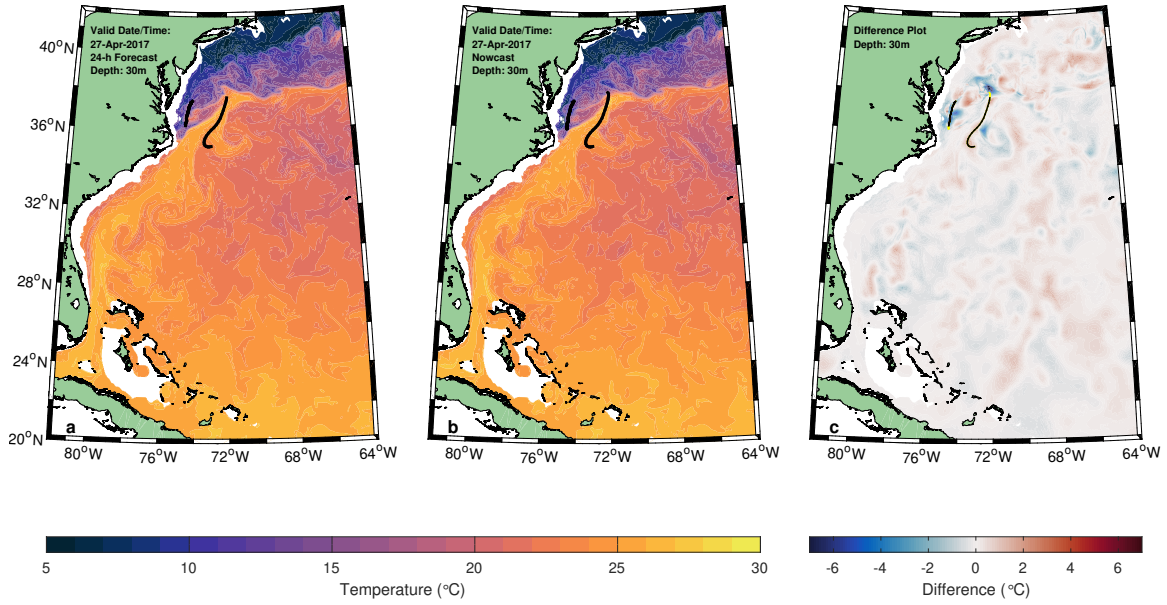 Valid Date/Time:
27-Apr-2017
24-h Forecast
Depth: 30m
Valid Date/Time:
27-Apr-2017
Nowcast
Depth: 30m
Difference Plot
Depth: 30m
40°N
36°N
32°N
28°N
24°N
20°N
a
b
c
80°W 76°W 72°W 68°W 64°W
80°W 76°W 72°W 68°W 64°W
80°W 76°W 72°W 68°W 64°W
5 10 15 20 25 30
Temperature (°C)
-6 -4 -2 0 2 4 6
Difference (°C)